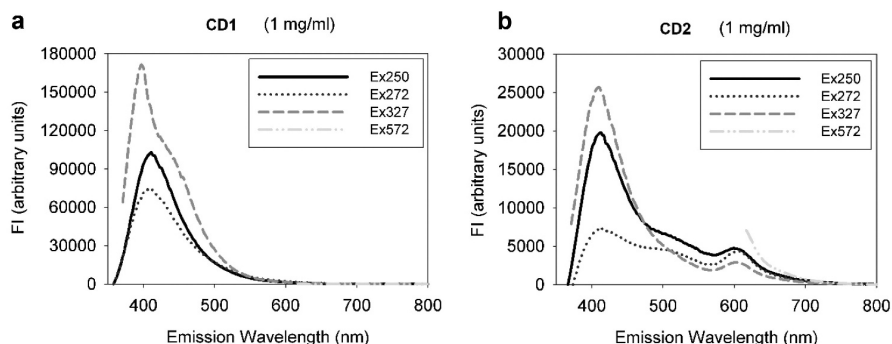 a
CD1 (1 mg/ml)
180000
150000
120000
90000
60000
30000
0
FI (arbitrary units)
Ex250
Ex272
Ex327
Ex572
400 500 600 700 800
Emission Wavelength (nm)
b
CD2 (1 mg/ml)
30000
25000
20000
15000
10000
5000
0
FI (arbitrary units)
Ex250
Ex272
Ex327
Ex572
400 500 600 700 800
Emission Wavelength (nm)